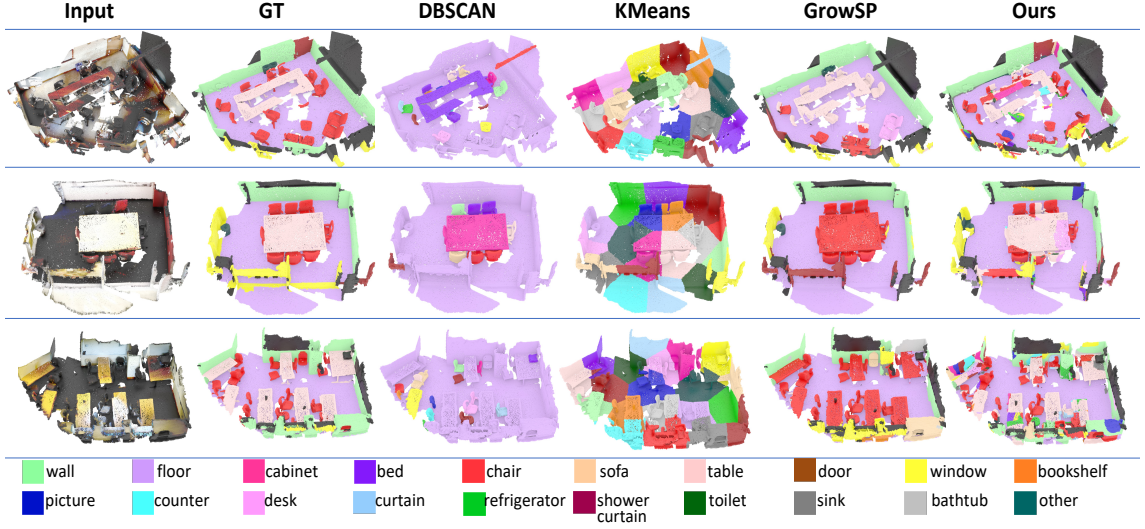 Input GT DBSCAN KMeans GrowSP Ours
wall floor cabinet bed chair sofa table door window bookshelf
picture counter desk curtain refrigerator shower curtain toilet sink bathtub other